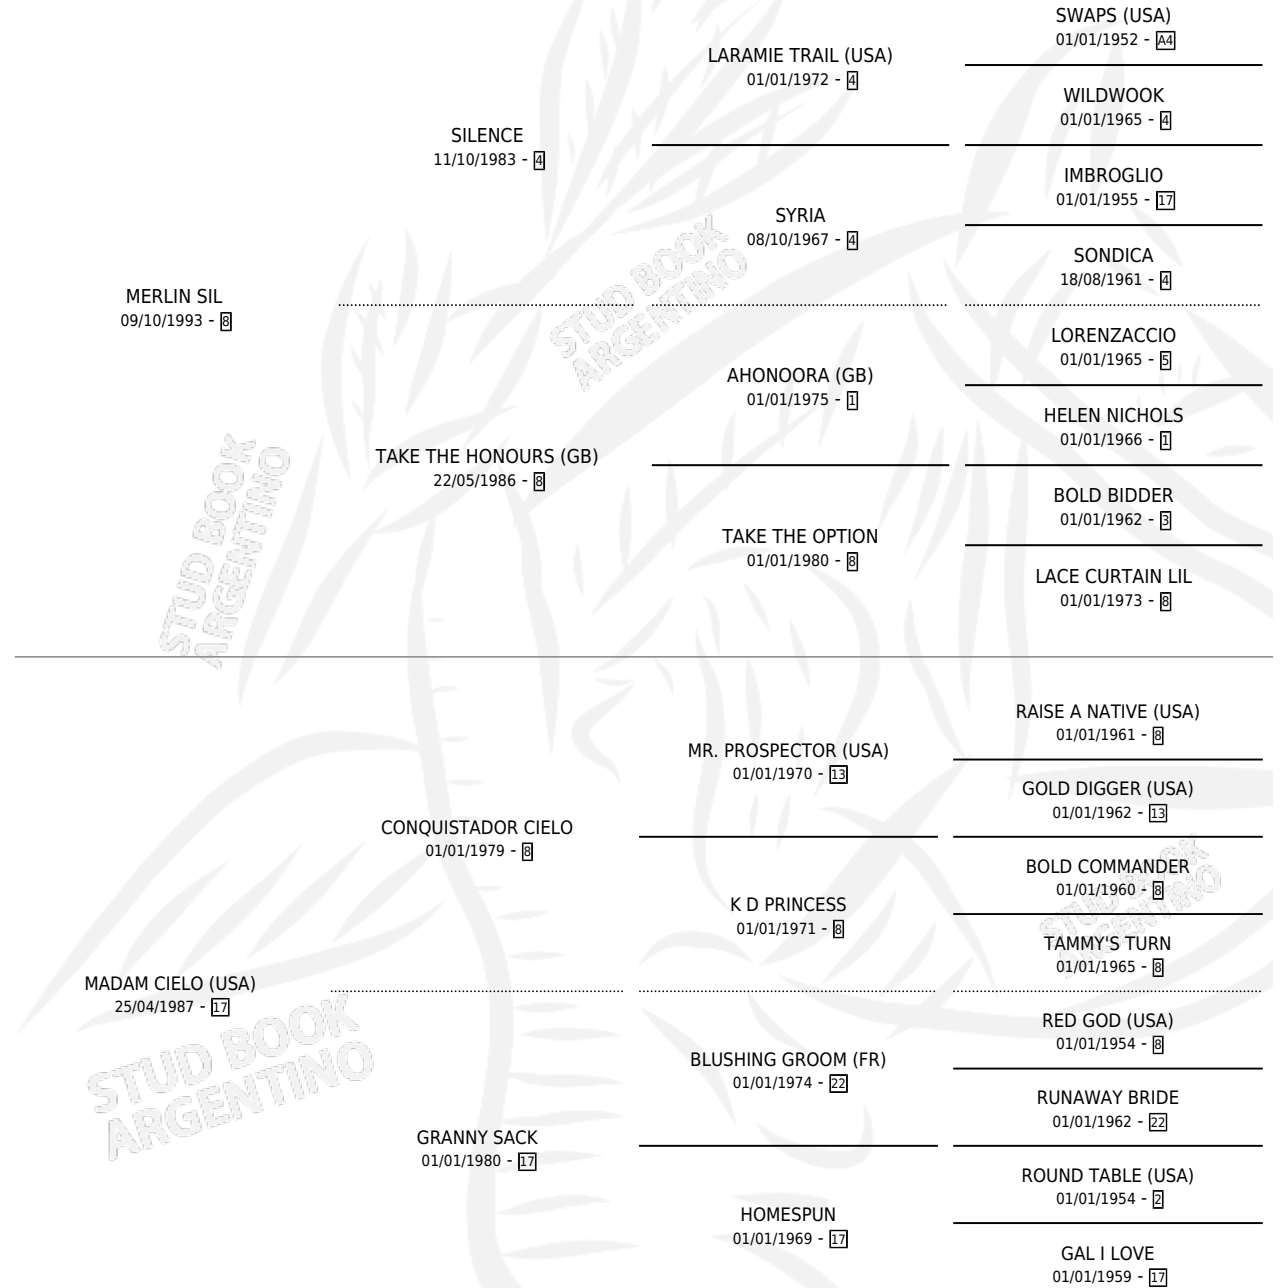 SWAPS (USA)
01/01/1952 - A4
LARAMIE TRAIL (USA)
01/01/1972 - 4
WILDWOOK
01/01/1965 - 4
SILENCE
11/10/1983 - 4
IMBROGLIO
01/01/1955 - 17
SYRIA
08/10/1967 - 4
SONDICA
18/08/1961 - 4
MERLIN SIL
09/10/1993 - 8
LORENZACCIO
01/01/1965 - 5
AHONOORA (GB)
01/01/1975 - 1
HELEN NICHOLS
01/01/1966 - 1
TAKE THE HONOURS (GB)
22/05/1986 - 8
BOLD BIDDER
01/01/1962 - 3
TAKE THE OPTION
01/01/1980 - 8
LACE CURTAIN LIL
01/01/1973 - 8
STUD BOOK
ARGENTINO
STUD BOOK
ARGENTINO
RAISE A NATIVE (USA)
01/01/1961 - 8
MR. PROSPECTOR (USA)
01/01/1970 - 13
GOLD DIGGER (USA)
01/01/1962 - 13
CONQUISTADOR CIELO
01/01/1979 - 8
BOLD COMMANDER
01/01/1960 - 8
K D PRINCESS
01/01/1971 - 8
TAMMY'S TURN
01/01/1965 - 8
STUD BOOK
ARGENTINO
MADAM CIELO (USA)
25/04/1987 - 17
RED GOD (USA)
01/01/1954 - 8
BLUSHING GROOM (FR)
01/01/1974 - 22
RUNAWAY BRIDE
01/01/1962 - 22
STUD BOOK
ARGENTINO
GRANNY SACK
01/01/1980 - 17
ROUND TABLE (USA)
01/01/1954 - 2
HOMESPUN
01/01/1969 - 17
GAL I LOVE
01/01/1959 - 17